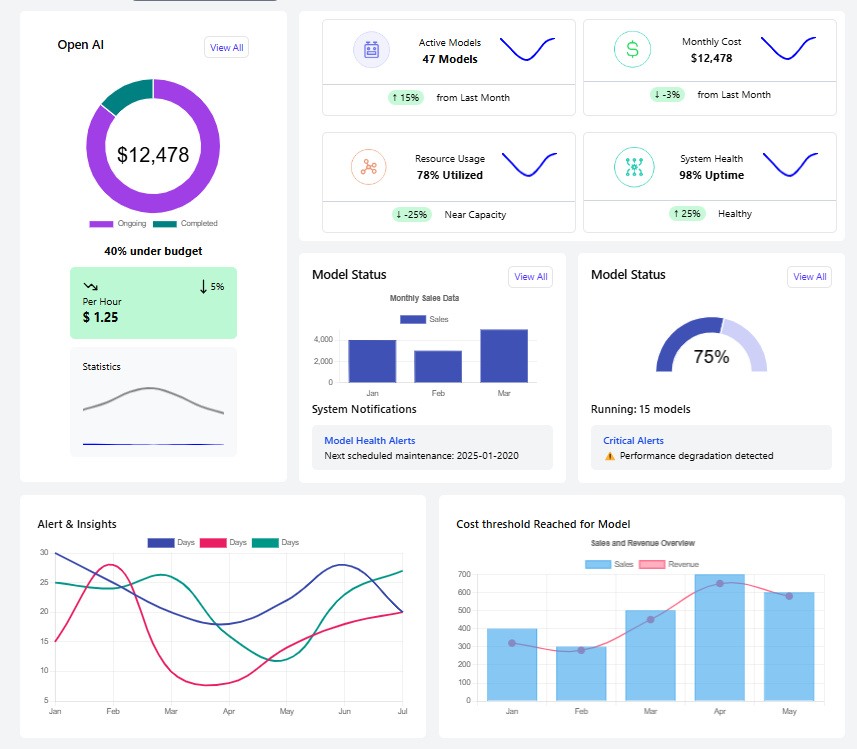 Open AI
View All
$12,478
Ongoing Completed
40% under budget
5%
Per Hour
$ 1.25
Statistics
Active Models
47 Models
↑ 15% from Last Month
Monthly Cost
$12,478
↓ -3% from Last Month
Resource Usage
78% Utilized
↓ -25% Near Capacity
System Health
98% Uptime
↑ 25% Healthy
Model Status
View All
Monthly Sales Data
Sales
4,000
2,000
0
Jan Feb Mar
System Notifications
Model Health Alerts
Next scheduled maintenance: 2025-01-2020
Model Status
View All
75%
Running: 15 models
Critical Alerts
⚠ Performance degradation detected
Alert & Insights
Days Days Days
30
25
20
15
10
5
Jan Feb Mar Apr May Jun Jul
Cost threshold Reached for Model
Sales and Revenue Overview
Sales Revenue
700
600
500
400
300
200
100
0
Jan Feb Mar Apr May